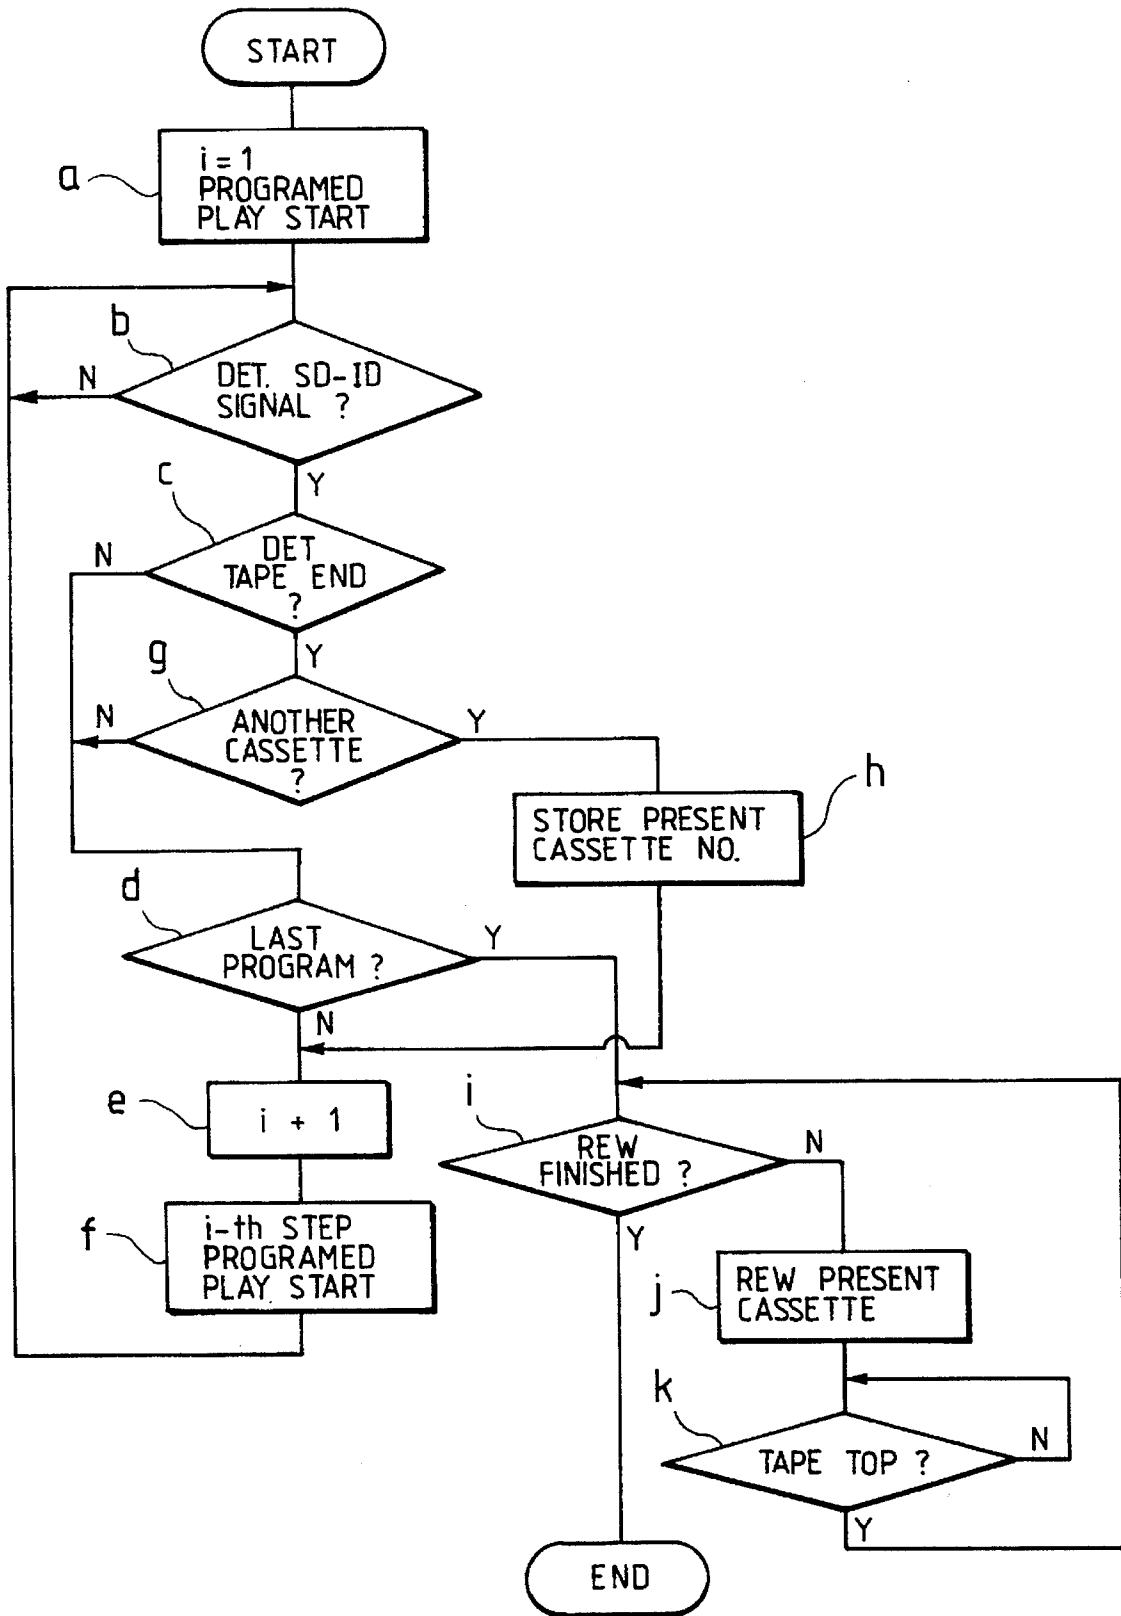 START
a
i = 1
PROGRAMED
PLAY START
b
N
DET. SD-ID
SIGNAL ?
Y
c
N
DET
TAPE END
?
Y
g
N
ANOTHER
CASSETTE
?
Y
h
STORE PRESENT
CASSETTE NO.
d
LAST
PROGRAM ?
Y
N
e
i + 1
f
i-th STEP
PROGRAMED
PLAY START
i
REW
FINISHED ?
N
Y
j
REW PRESENT
CASSETTE
k
TAPE TOP ?
N
Y
END